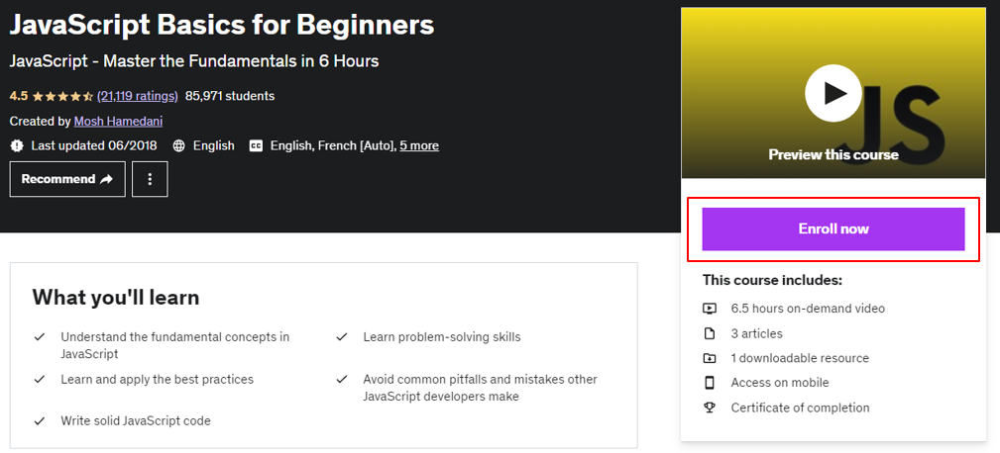 JavaScript Basics for Beginners
JavaScript - Master the Fundamentals in 6 Hours
4.5 (21,119 ratings) 85,971 students
Created by Mosh Hamedani
Last updated 06/2018 English English, French [Auto], 5 more
Recommend
JS
Preview this course
Enroll now
This course includes:
6.5 hours on-demand video
3 articles
1 downloadable resource
Access on mobile
Certificate of completion
What you'll learn
Understand the fundamental concepts in
JavaScript
Learn problem-solving skills
Learn and apply the best practices
Avoid common pitfalls and mistakes other
JavaScript developers make
Write solid JavaScript code